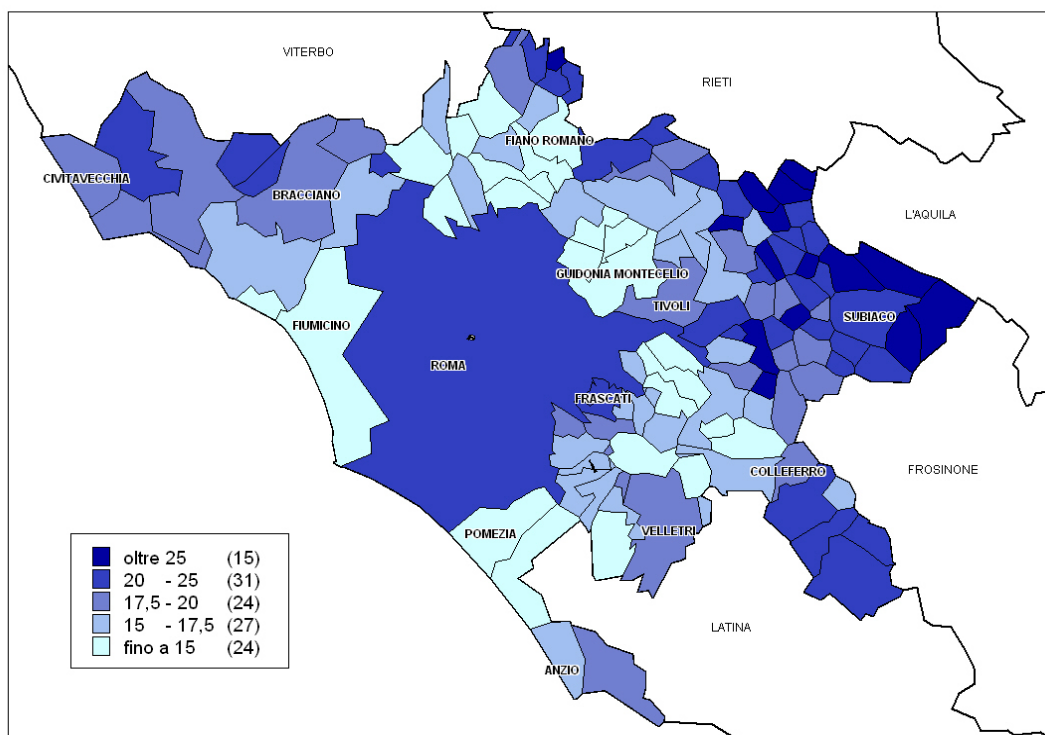 VITERBO
RIETI
FIANO ROMANO
CIVITAVECCHIA
BRACCIANO
L'AQUILA
GUIDONIA MONTECELIO
TIVOLI
FIUMICINO
SUBIACO
ROMA
FRASCATI
COLLEFERRO
FROSINONE
POMEZIA
VELLETRI
LATINA
ANZIO
oltre 25 (15)
20 - 25 (31)
17,5 - 20 (24)
15 - 17,5 (27)
fino a 15 (24)